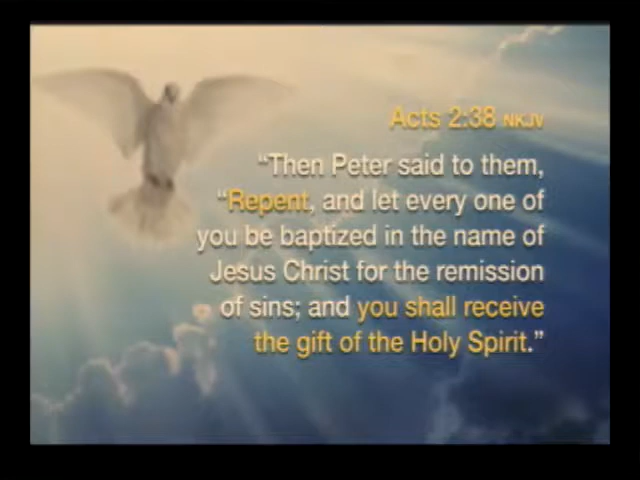 Acts 2:38 NKJV
“Then Peter said to them,
“Repent, and let every one of
you be baptized in the name of
Jesus Christ for the remission
of sins; and you shall receive
the gift of the Holy Spirit.”